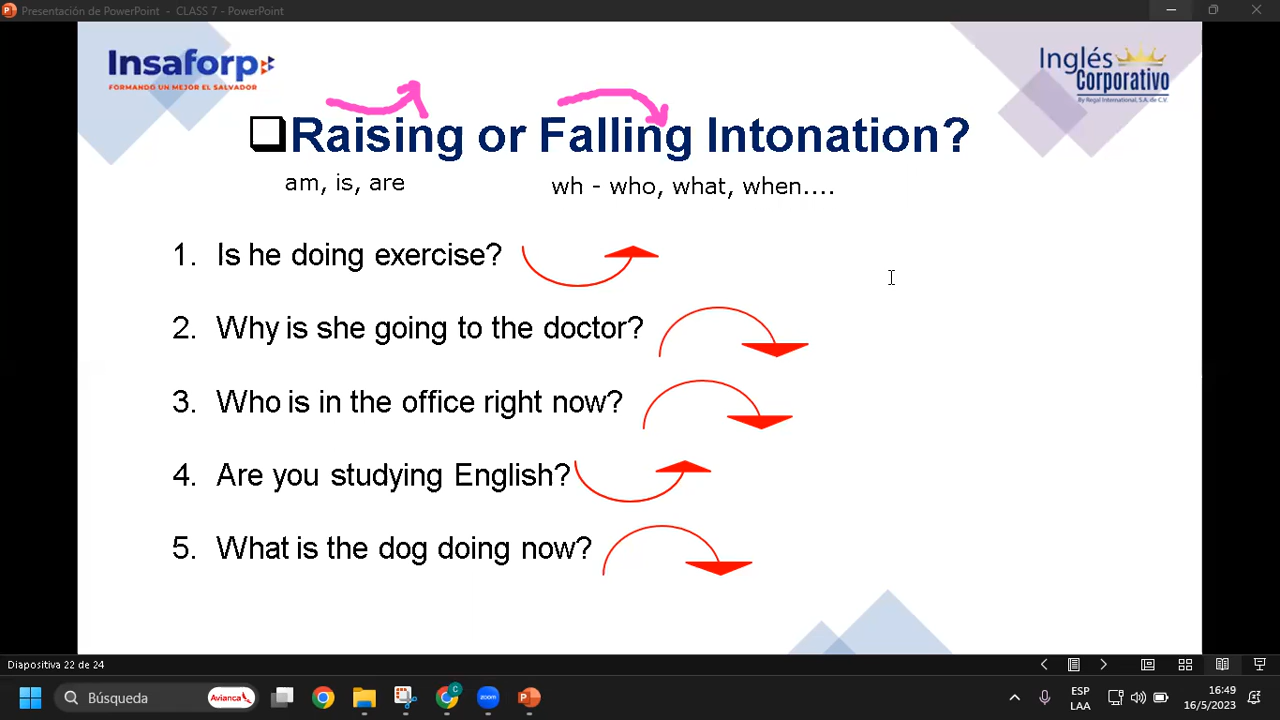 Presentación de PowerPoint - CLASS 7 - PowerPoint
Insaforp
FORMANDO UN MEJOR EL SALVADOR
Inglés
Corporativo
By Regal International, S.A. de C.V.
Raising or Falling Intonation?
am, is, are
wh - who, what, when....
1. Is he doing exercise?
2. Why is she going to the doctor?
3. Who is in the office right now?
4. Are you studying English?
5. What is the dog doing now?
Diapositiva 22 de 24
Búsqueda
Avianca
C
zoom
ESP
LAA
16:49
16/5/2023